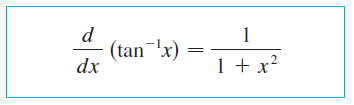 d/dx (tan⁻¹x) = 1/(1 + x²)